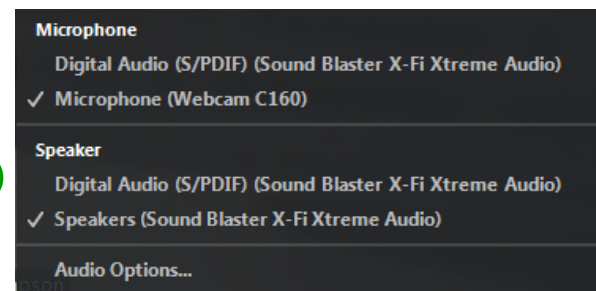 Microphone
Digital Audio (S/PDIF) (Sound Blaster X-Fi Xtreme Audio)
✓ Microphone (Webcam C160)
Speaker
Digital Audio (S/PDIF) (Sound Blaster X-Fi Xtreme Audio)
✓ Speakers (Sound Blaster X-Fi Xtreme Audio)
Audio Options...